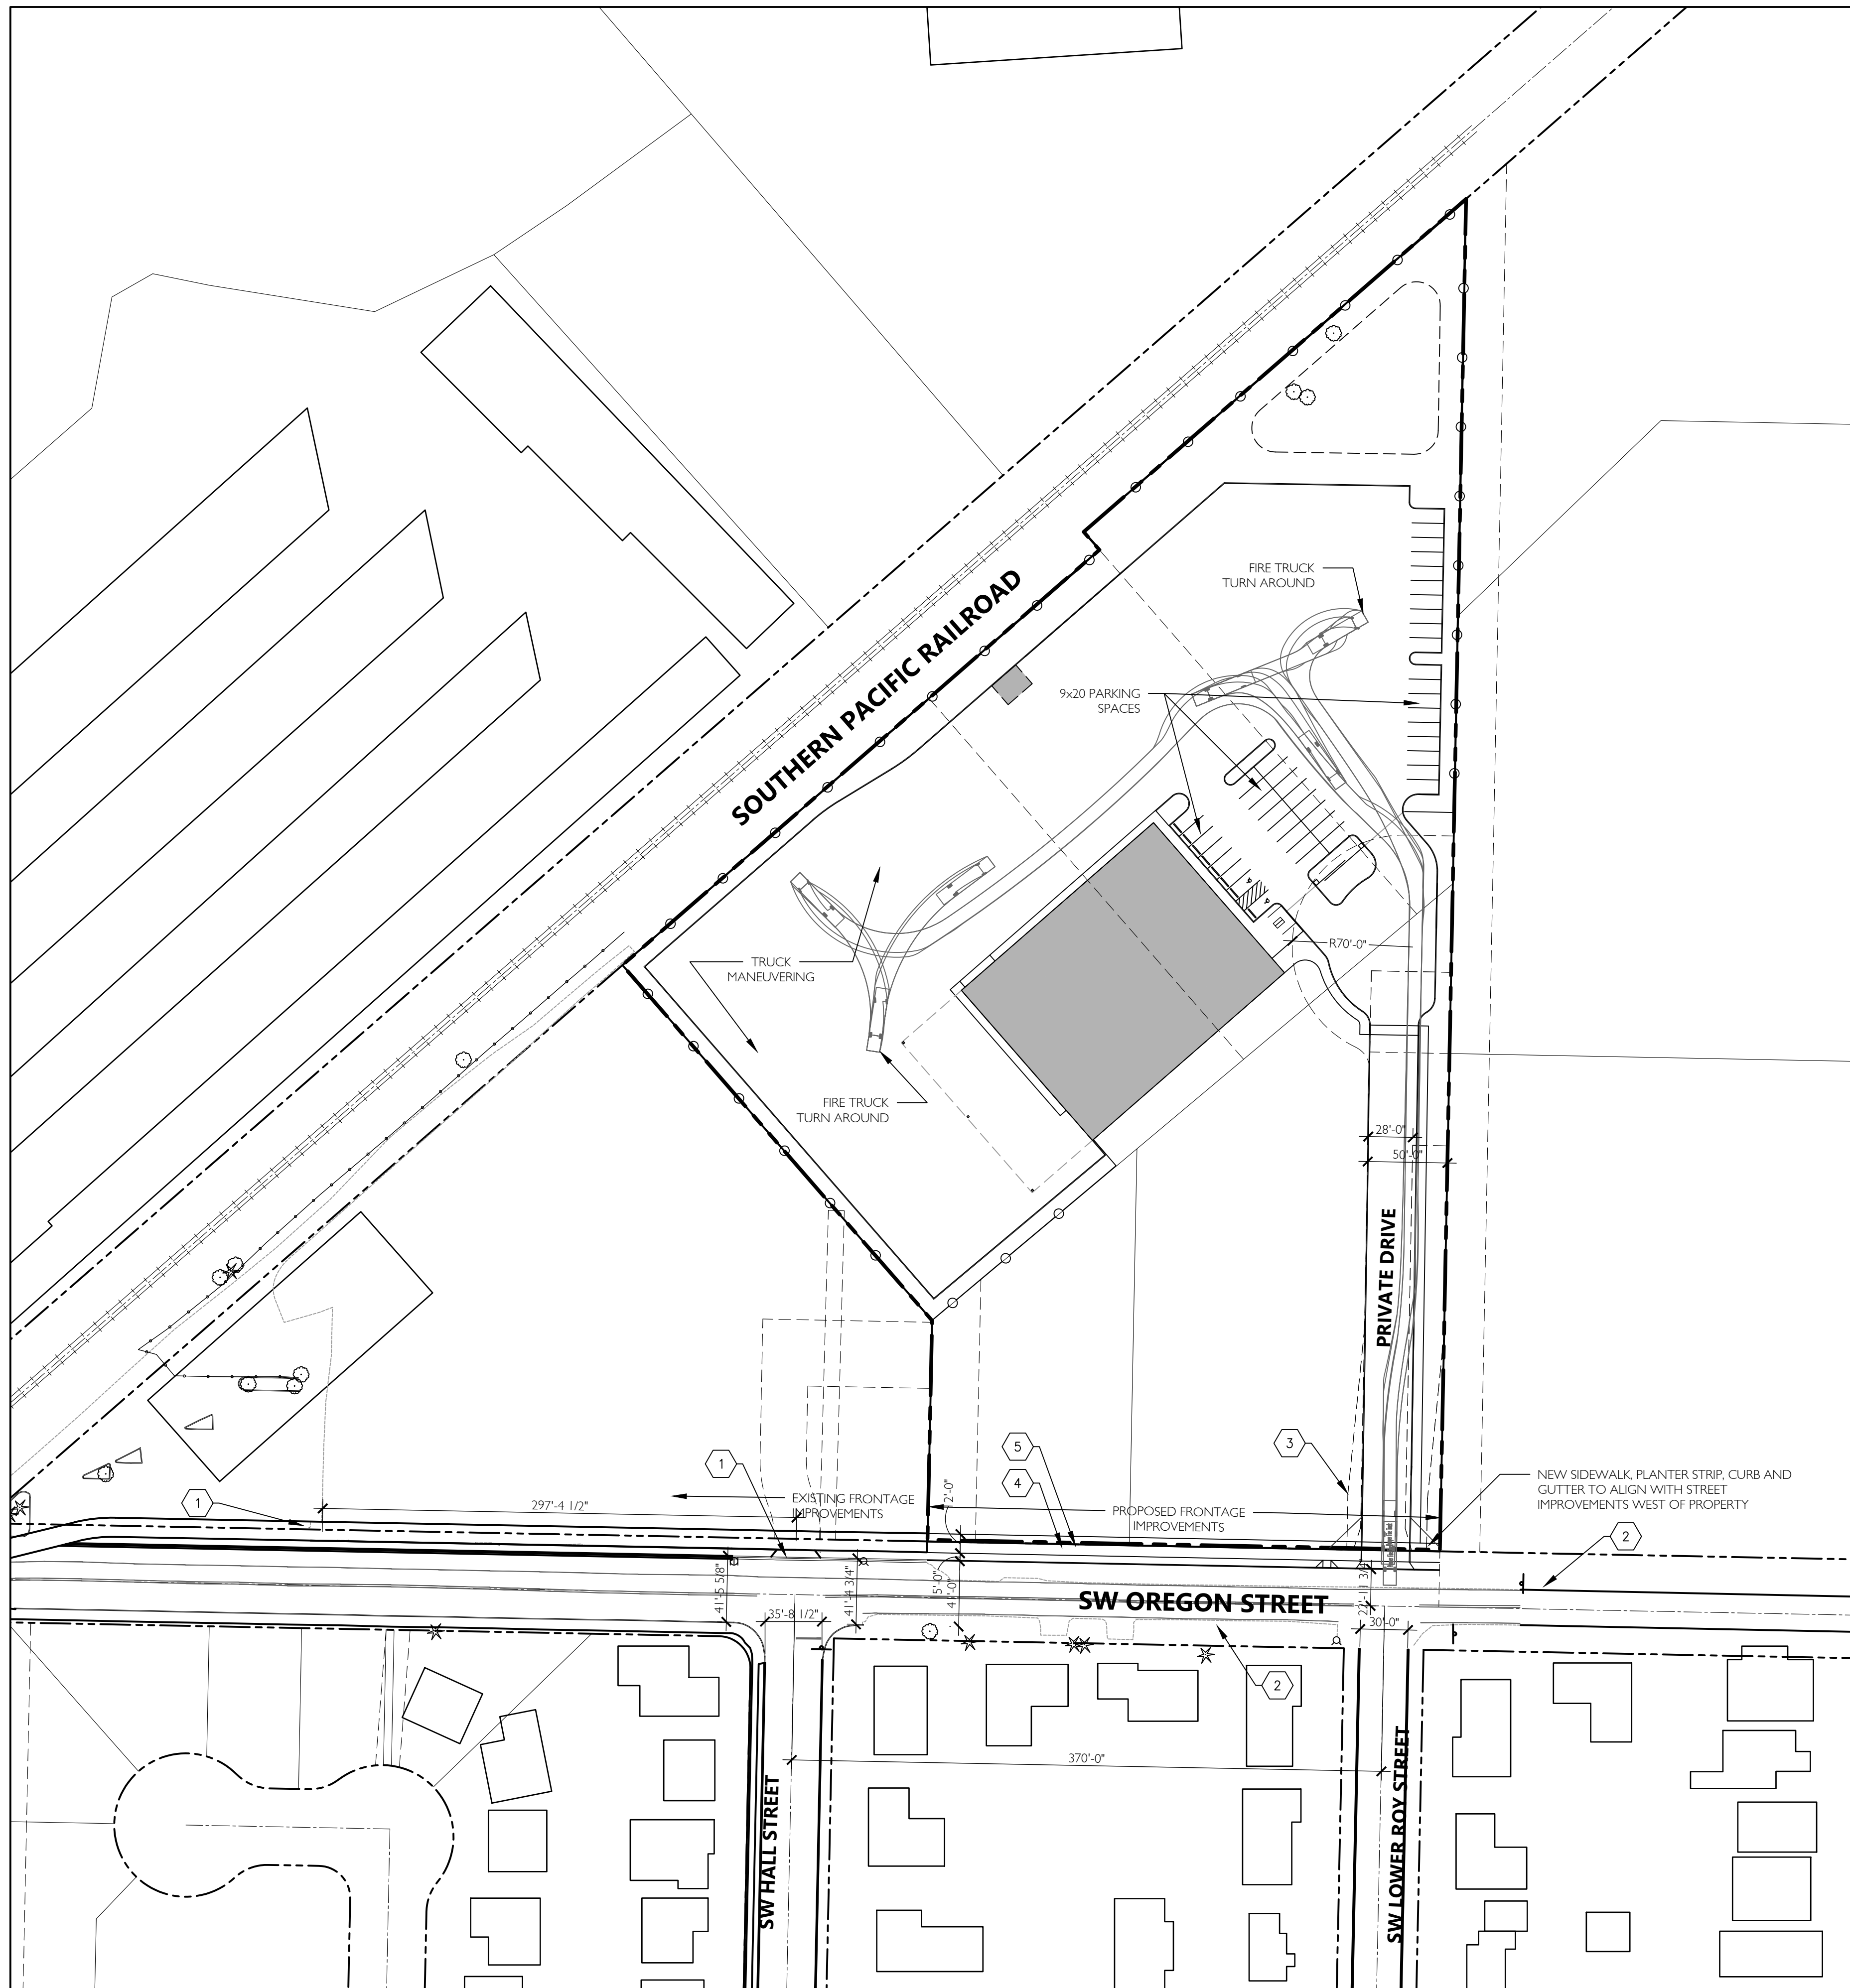 FIRE TRUCK
TURN AROUND
SOUTHERN PACIFIC RAILROAD
9x20 PARKING
SPACES
R70'-0"
TRUCK
MANEUVERING
FIRE TRUCK
TURN AROUND
28'-0"
50'-0"
PRIVATE DRIVE
5
3
1
4
NEW SIDEWALK, PLANTER STRIP, CURB AND
GUTTER TO ALIGN WITH STREET
IMPROVEMENTS WEST OF PROPERTY
1
297'-4 1/2"
EXISTING FRONTAGE
IMPROVEMENTS
PROPOSED FRONTAGE
IMPROVEMENTS
2
41'-5 5/8"
41'-4 3/4"
5'-0"
SW OREGON STREET
22'-11 3/4"
35'-8 1/2"
30'-0"
2
370'-0"
SW HALL STREET
SW LOWER ROY STREET